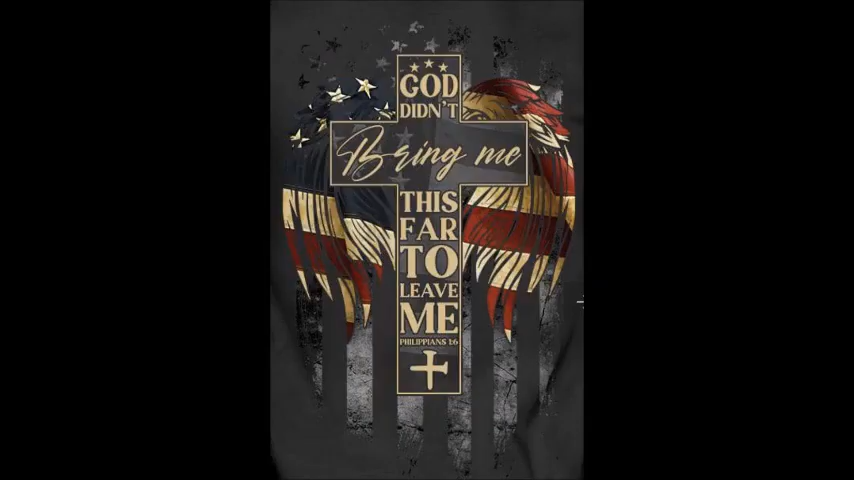 GOD
DIDN'T
Bring me
THIS
FAR
TO
LEAVE
ME
PHILIPPIANS 1:6